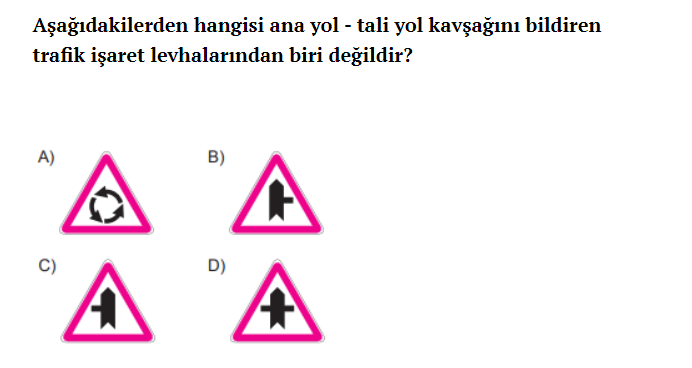 Aşağıdakilerden hangisi ana yol - tali yol kavşağını bildiren
trafik işaret levhalarından biri değildir?
A)
B)
C)
D)